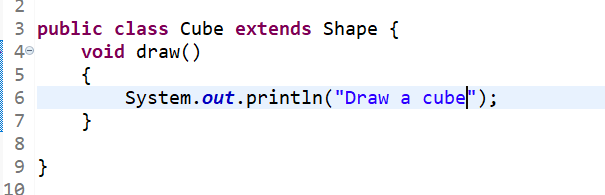 2
3 public class Cube extends Shape {
4 void draw()
5 {
6 System.out.println("Draw a cube");
7 }
8
9 }
10